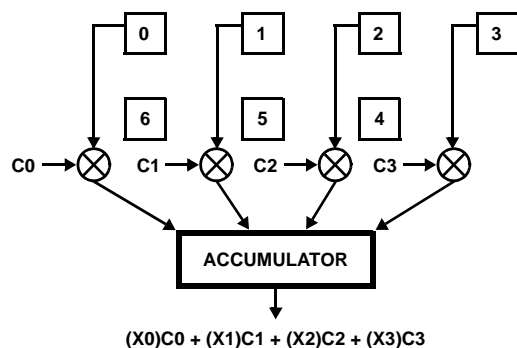 0 1 2 3
6 5 4
C0 C1 C2 C3
ACCUMULATOR
(X0)C0 + (X1)C1 + (X2)C2 + (X3)C3